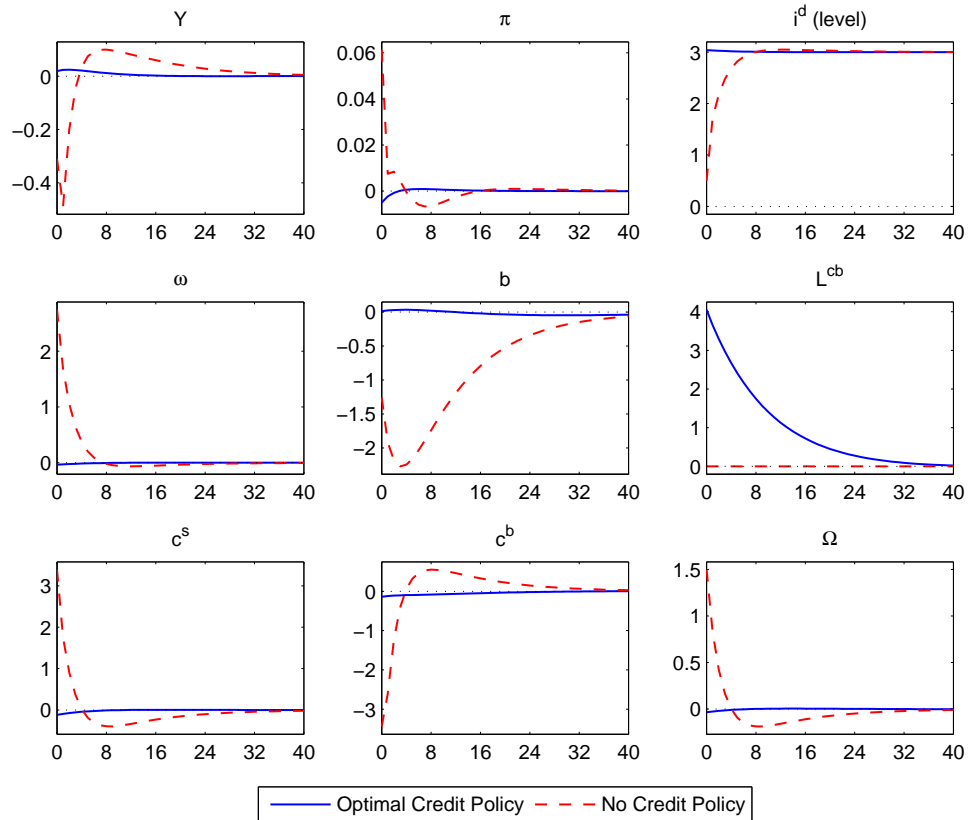 Y π i^d (level)
0 −0.2 −0.4
0 8 16 24 32 40
0.06 0.04 0.02 0
0 8 16 24 32 40
3 2 1 0
0 8 16 24 32 40
ω b L^cb
2 1 0
0 8 16 24 32 40
0 −0.5 −1 −1.5 −2
0 8 16 24 32 40
4 3 2 1 0
0 8 16 24 32 40
c^s c^b Ω
3 2 1 0
0 8 16 24 32 40
0 −1 −2 −3
0 8 16 24 32 40
1.5 1 0.5 0
0 8 16 24 32 40
Optimal Credit Policy No Credit Policy